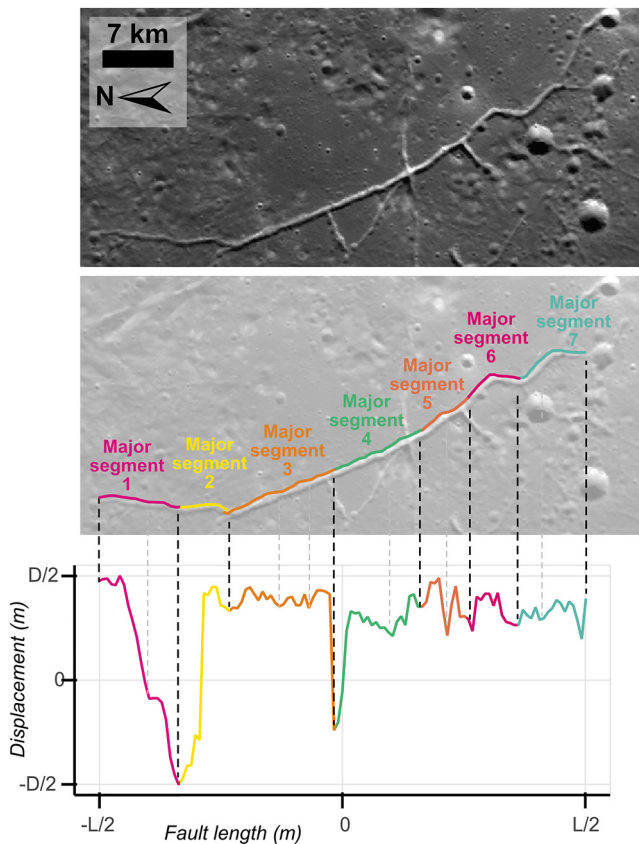 7 km
N
Major
segment
1
Major
segment
2
Major
segment
3
Major
segment
4
Major
segment
5
Major
segment
6
Major
segment
7
D/2
0
-D/2
Displacement (m)
-L/2
0
L/2
Fault length (m)